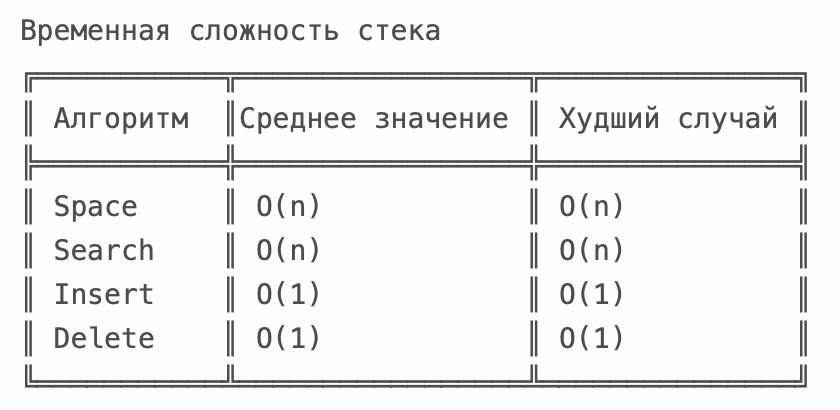 Временная сложность стека
Алгоритм Среднее значение Худший случай
Space O(n) O(n)
Search O(n) O(n)
Insert O(1) O(1)
Delete O(1) O(1)